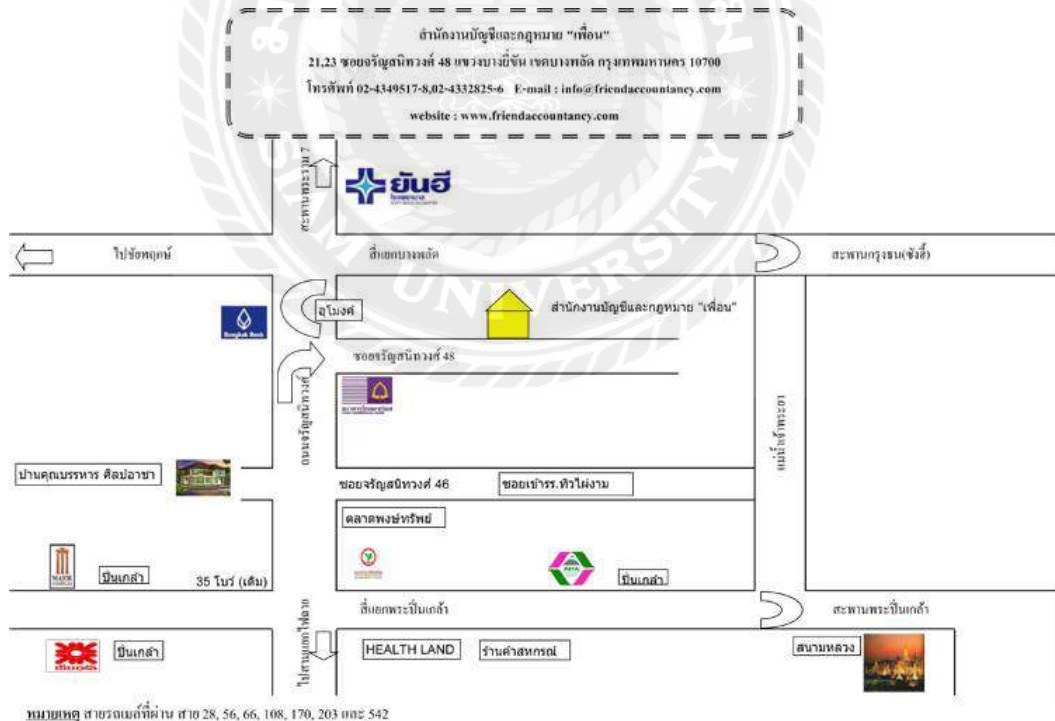 สำนักงานบัญชีและกฎหมาย "เพื่อน"
21,23 ซอยจรัญสนิทวงศ์ 48 แขวงบางยี่ขัน เขตบางพลัด กรุงเทพมหานคร 10700
โทรศัพท์ 02-4349517-8,02-4332825-6 E-mail : info@friendaccountancy.com
website : www.friendaccountancy.com
SIAM UNIVERSITY
สะพานพระราม 7
ยันฮี
ไปชัยพฤกษ์
สี่แยกบางพลัด
สะพานกรุงธน(ซังฮี้)
Bangkok Bank
อุโมงค์
สำนักงานบัญชีและกฎหมาย "เพื่อน"
ซอยจรัญสนิทวงศ์ 48
ถนนจรัญสนิทวงศ์
แม่น้ำเจ้าพระยา
บ้านคุณบรรหาร ศิลปอาชา
ซอยจรัญสนิทวงศ์ 46
ซอยเข้ารร.ทิวไผ่งาม
ตลาดพงษ์ทรัพย์
MAJOR
ปิ่นเกล้า
35 โบว์ (เดิม)
PATA
ปิ่นเกล้า
สี่แยกพระปิ่นเกล้า
สะพานพระปิ่นเกล้า
ไปสามแยกไฟฉาย
ปิ่นเกล้า
HEALTH LAND
ร้านค้าสหกรณ์
สนามหลวง
หมายเหตุ สายรถเมล์ที่ผ่าน สาย 28, 56, 66, 108, 170, 203 และ 542